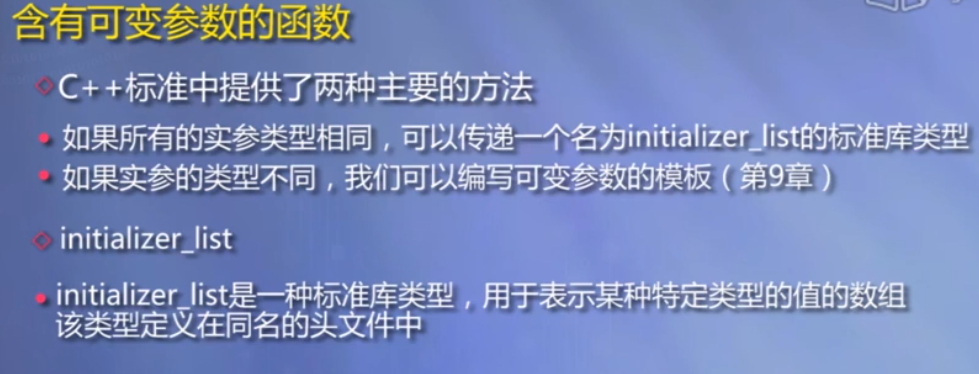 含有可变参数的函数
C++标准中提供了两种主要的方法
如果所有的实参类型相同，可以传递一个名为initializer_list的标准库类型
如果实参的类型不同，我们可以编写可变参数的模板（第9章）
initializer_list
initializer_list是一种标准库类型，用于表示某种特定类型的值的数组
该类型定义在同名的头文件中